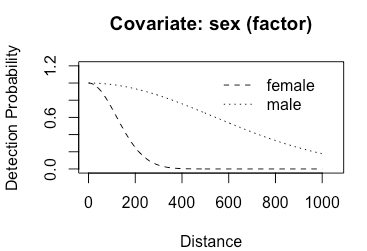 Covariate: sex (factor)
Detection Probability
1.2
0.6
0.0
female
male
0 200 400 600 800 1000
Distance